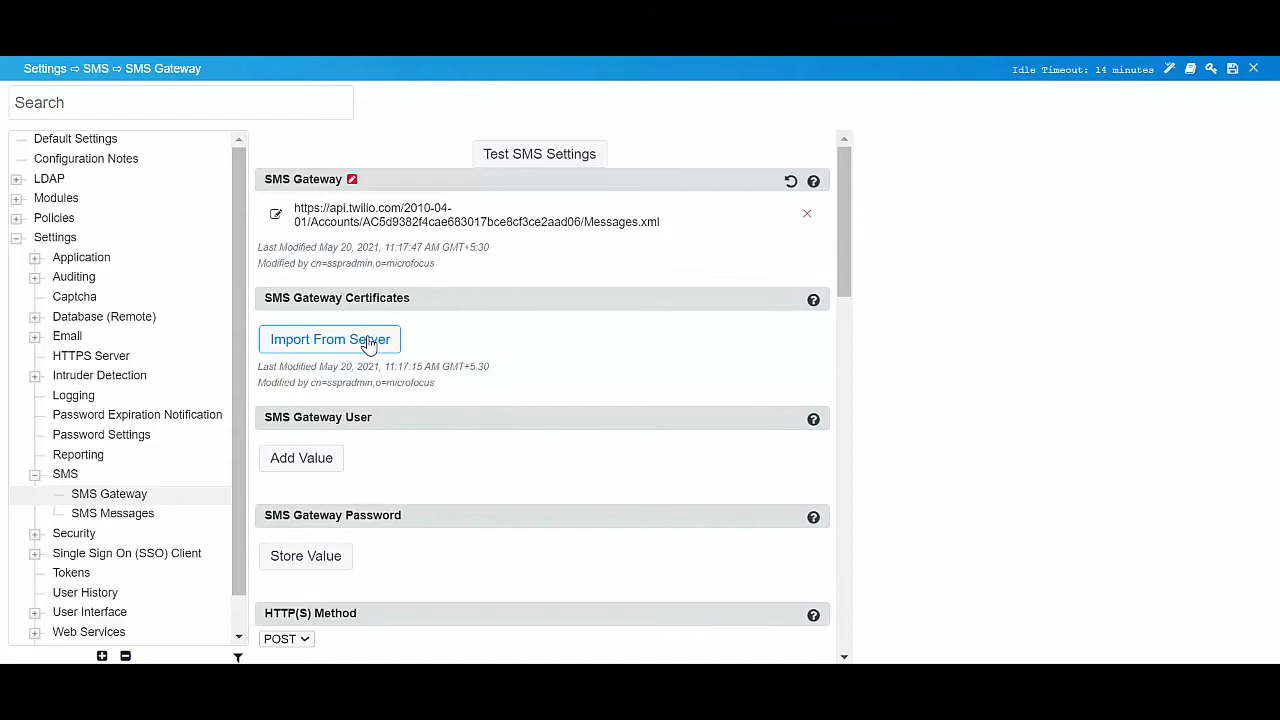 Settings ⇨ SMS ⇨ SMS Gateway
Idle Timeout: 14 minutes
Search
Default Settings
Configuration Notes
LDAP
Modules
Policies
Settings
Application
Auditing
Captcha
Database (Remote)
Email
HTTPS Server
Intruder Detection
Logging
Password Expiration Notification
Password Settings
Reporting
SMS
SMS Gateway
SMS Messages
Security
Single Sign On (SSO) Client
Tokens
User History
User Interface
Web Services
Test SMS Settings
SMS Gateway
https://api.twilio.com/2010-04-
01/Accounts/AC5d9382f4cae683017bce8cf3ce2aad06/Messages.xml
Last Modified May 20, 2021, 11:17:47 AM GMT+5:30
Modified by cn=sspradmin,o=microfocus
SMS Gateway Certificates
Import From Server
Last Modified May 20, 2021, 11:17:15 AM GMT+5:30
Modified by cn=sspradmin,o=microfocus
SMS Gateway User
Add Value
SMS Gateway Password
Store Value
HTTP(S) Method
POST